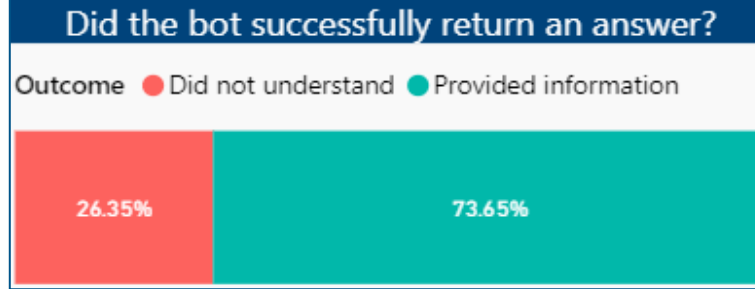 Did the bot successfully return an answer?
Outcome Did not understand Provided information
26.35% 73.65%